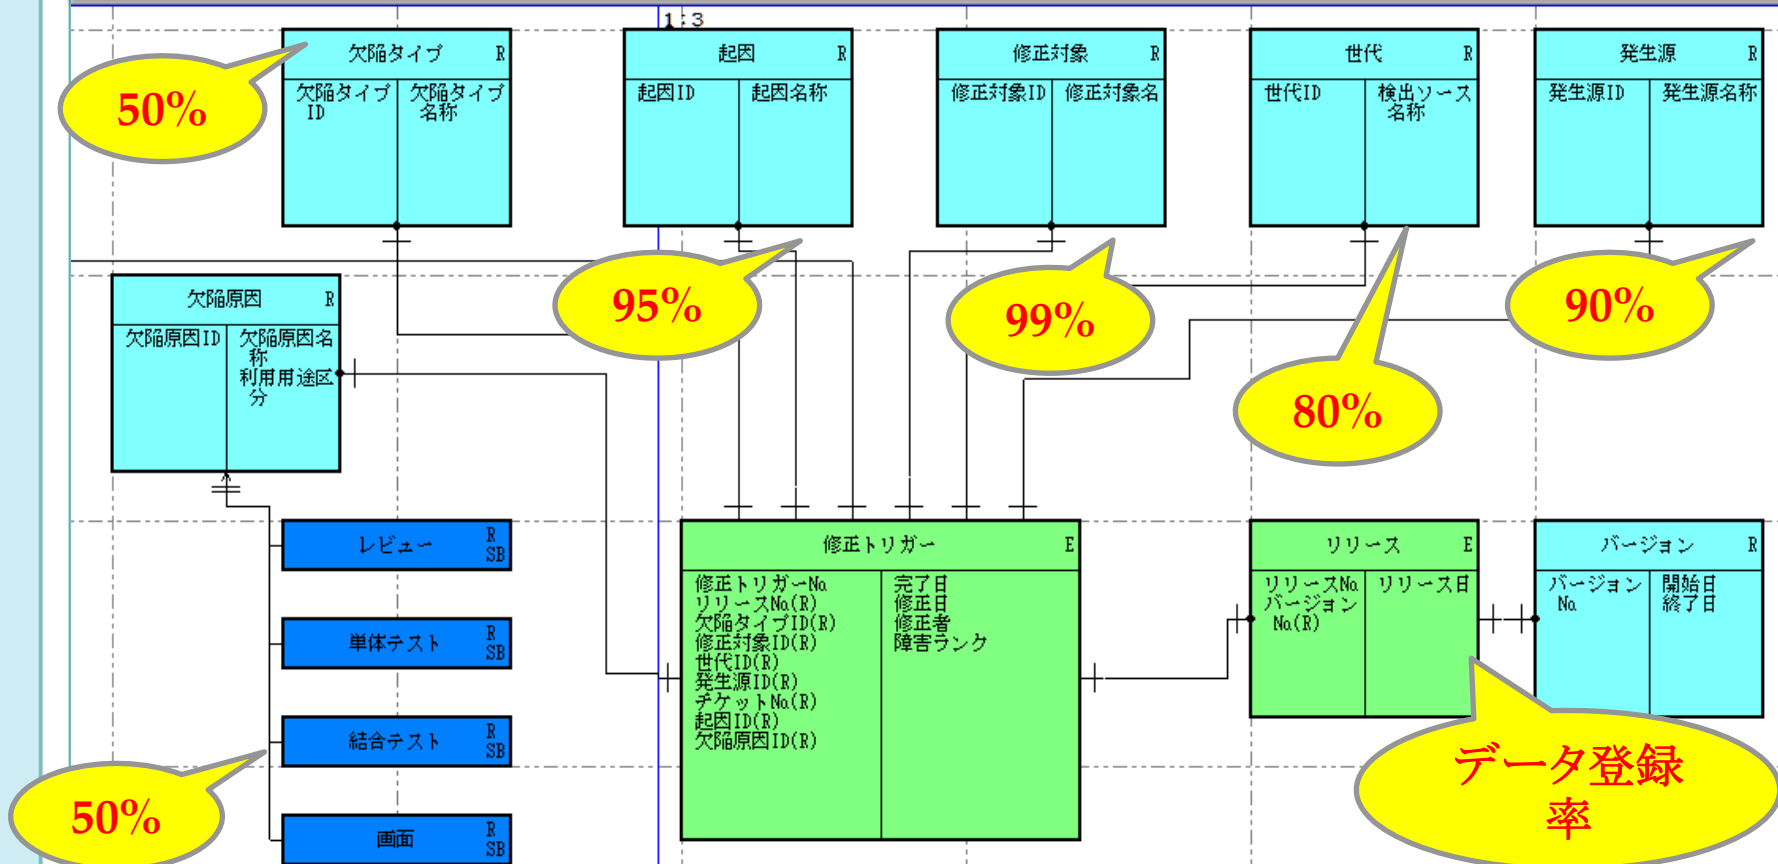 1:3
欠陥タイプ R
欠陥タイプ
ID
欠陥タイプ
名称
起因 R
起因ID
起因名称
修正対象 R
修正対象ID
修正対象名
世代 R
世代ID
検出ソース
名称
発生源 R
発生源ID
発生源名称
50%
95%
99%
80%
90%
欠陥原因 R
欠陥原因ID
欠陥原因名
称
利用用途区
分
レビュー R
SB
単体テスト R
SB
結合テスト R
SB
画面 R
SB
50%
修正トリガー E
修正トリガーNo
リリースNo(R)
欠陥タイプID(R)
修正対象ID(R)
世代ID(R)
発生源ID(R)
チケットNo(R)
起因ID(R)
欠陥原因ID(R)
完了日
修正日
修正者
障害ランク
リリース E
リリースNo
バージョン
No(R)
リリース日
バージョン R
バージョン
No
開始日
終了日
データ登録
率